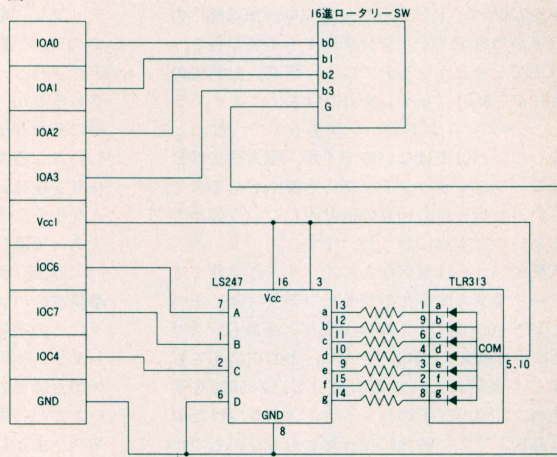 16進ロータリーSW
IOA0
IOA1
IOA2
IOA3
Vcc1
IOC6
IOC7
IOC4
GND
b0
b1
b2
b3
G
LS247
16
3
Vcc
7
A
1
B
2
C
6
D
GND
8
a
13
b
12
c
11
d
10
e
9
f
15
g
14
TLR313
1
a
9
b
6
c
4
d
3
e
2
f
8
g
COM
5.10